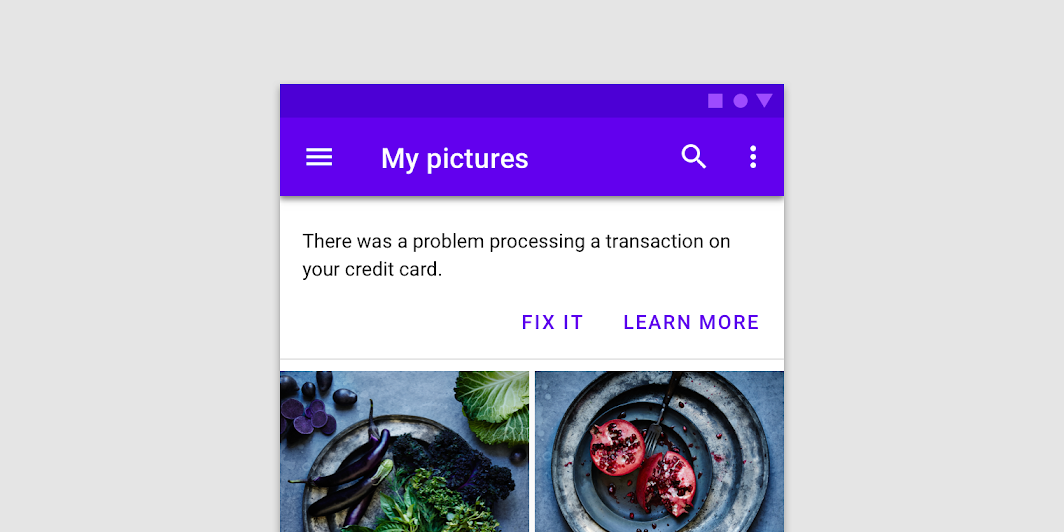 My pictures
There was a problem processing a transaction on
your credit card.
FIX IT LEARN MORE